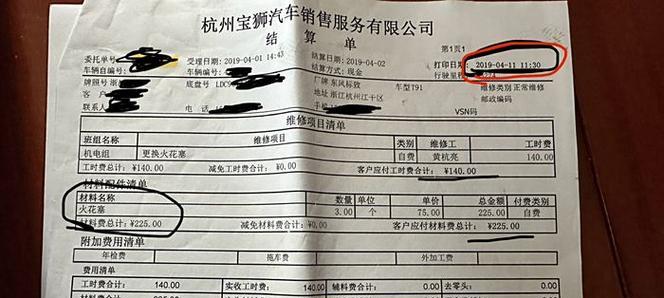 杭州宝狮汽车销售服务有限公司
结 算 单
第1页1
委托单号 受理日期：2019-04-01 14:43 结算日期：2019-04-02 打印日期：2019-04-11 11:30
车辆自编号： 车辆编号： 结算方式：现金 行驶里程
牌照号 浙 底盘号 LDC 厂牌 东风标致 车型T91 维修类别 正常维修
客户 地址 浙江杭州江干区 邮政编码
联系人 电 话 手机 VSN码
维修项目清单
班组名称 维修项目 类别 维修工 工时费
机电组 更换火花塞 自费 黄杭亮 140.00
工时费总计：¥140.00 减免工时费合计：¥0.00 客户应付工时费合计：¥140.00
材料配件清单
材料名称 数量 单位 单价 总金额 付费类别
火花塞 3.00 个 75.00 225.00 自费
材料费总计：¥225.00 减免材料费合计：¥0.00 客户应付材料费合计：¥225.00
附加费用清单
年检费 拖车费 外加工费
费用清单
工时费合计： 140.00 实收工时费： 140.00 辅料费合计： 0.00 去零头： 0.00